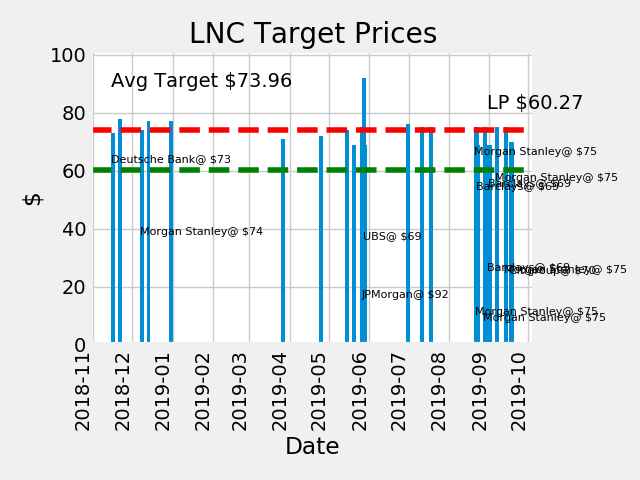 LNC Target Prices
100
80
60
40
20
0
$
Avg Target $73.96
LP $60.27
Deutsche Bank@ $73
Morgan Stanley@ $75
Morgan Stanley@ $75
Barclays@ $69
Barclays@ $69
Morgan Stanley@ $74
UBS@ $69
Barclays@ $69
Morgan Stanley@ $75
Citigroup@ $70
JPMorgan@ $92
Morgan Stanley@ $75
Morgan Stanley@ $75
2018-11
2018-12
2019-01
2019-02
2019-03
2019-04
2019-05
2019-06
2019-07
2019-08
2019-09
2019-10
Date